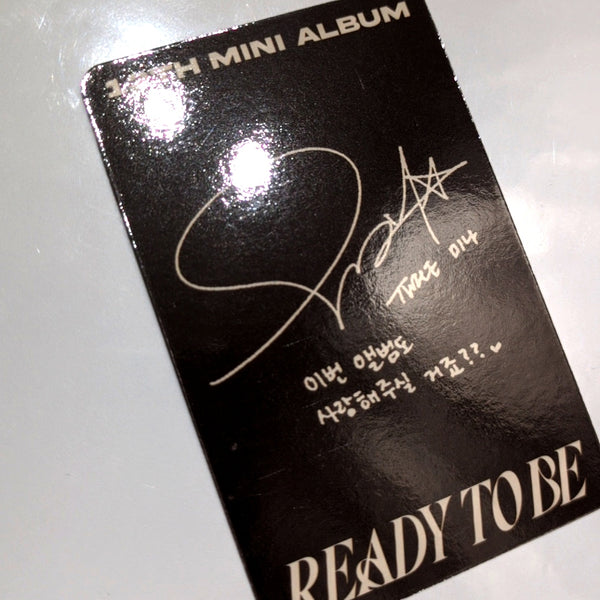 12TH MINI ALBUM
TWICE 미나
이번 앨범도
사랑해주실 거죠??♥
READY TO BE